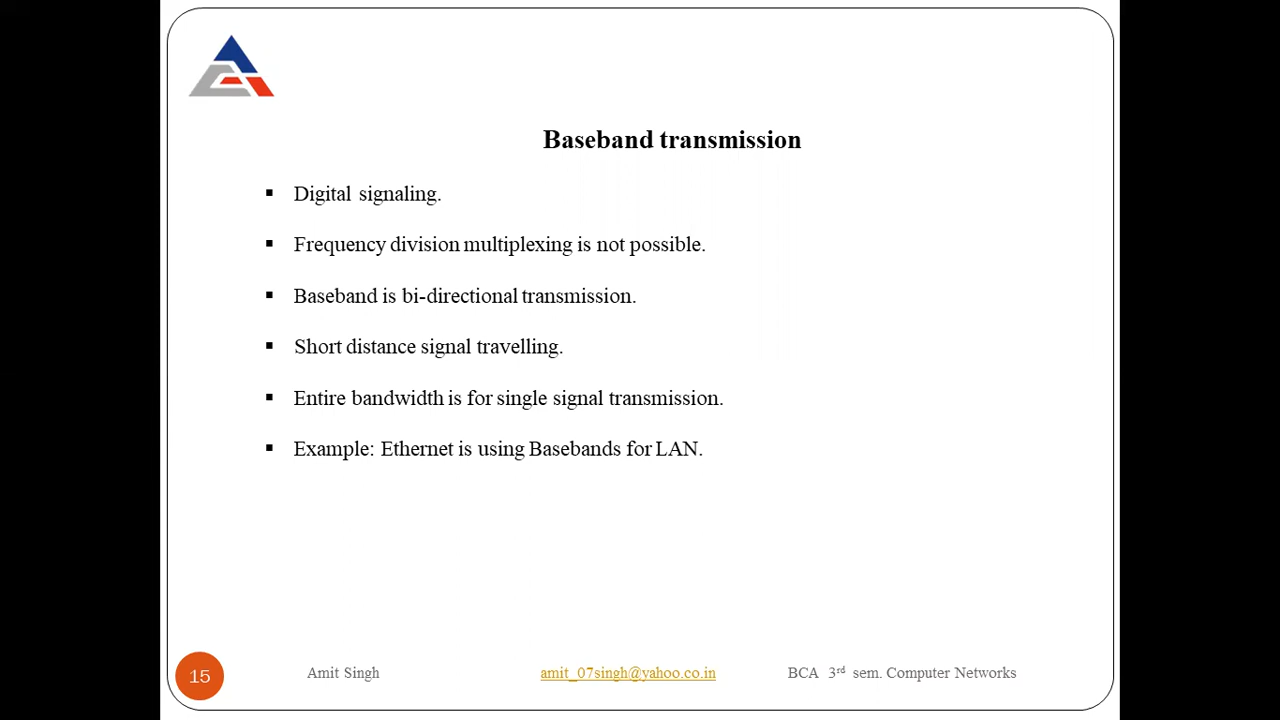 Baseband transmission
▪ Digital signaling.
▪ Frequency division multiplexing is not possible.
▪ Baseband is bi-directional transmission.
▪ Short distance signal travelling.
▪ Entire bandwidth is for single signal transmission.
▪ Example: Ethernet is using Basebands for LAN.
15 Amit Singh amit_07singh@yahoo.co.in BCA 3rd sem. Computer Networks